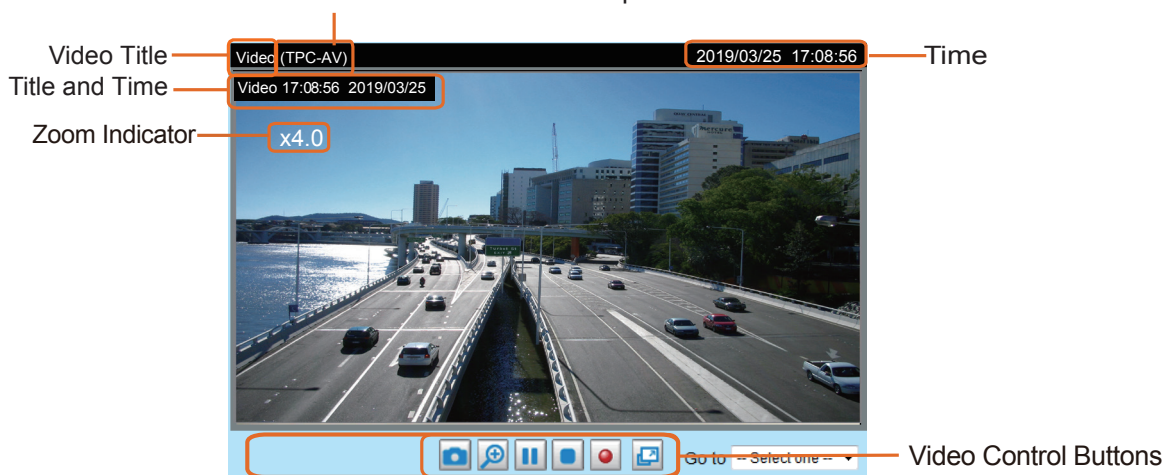 Video Title
Video (TPC-AV)
2019/03/25 17:08:56
Time
Title and Time
Video 17:08:56 2019/03/25
Zoom Indicator
x4.0
Go to
-- Select one --
Video Control Buttons